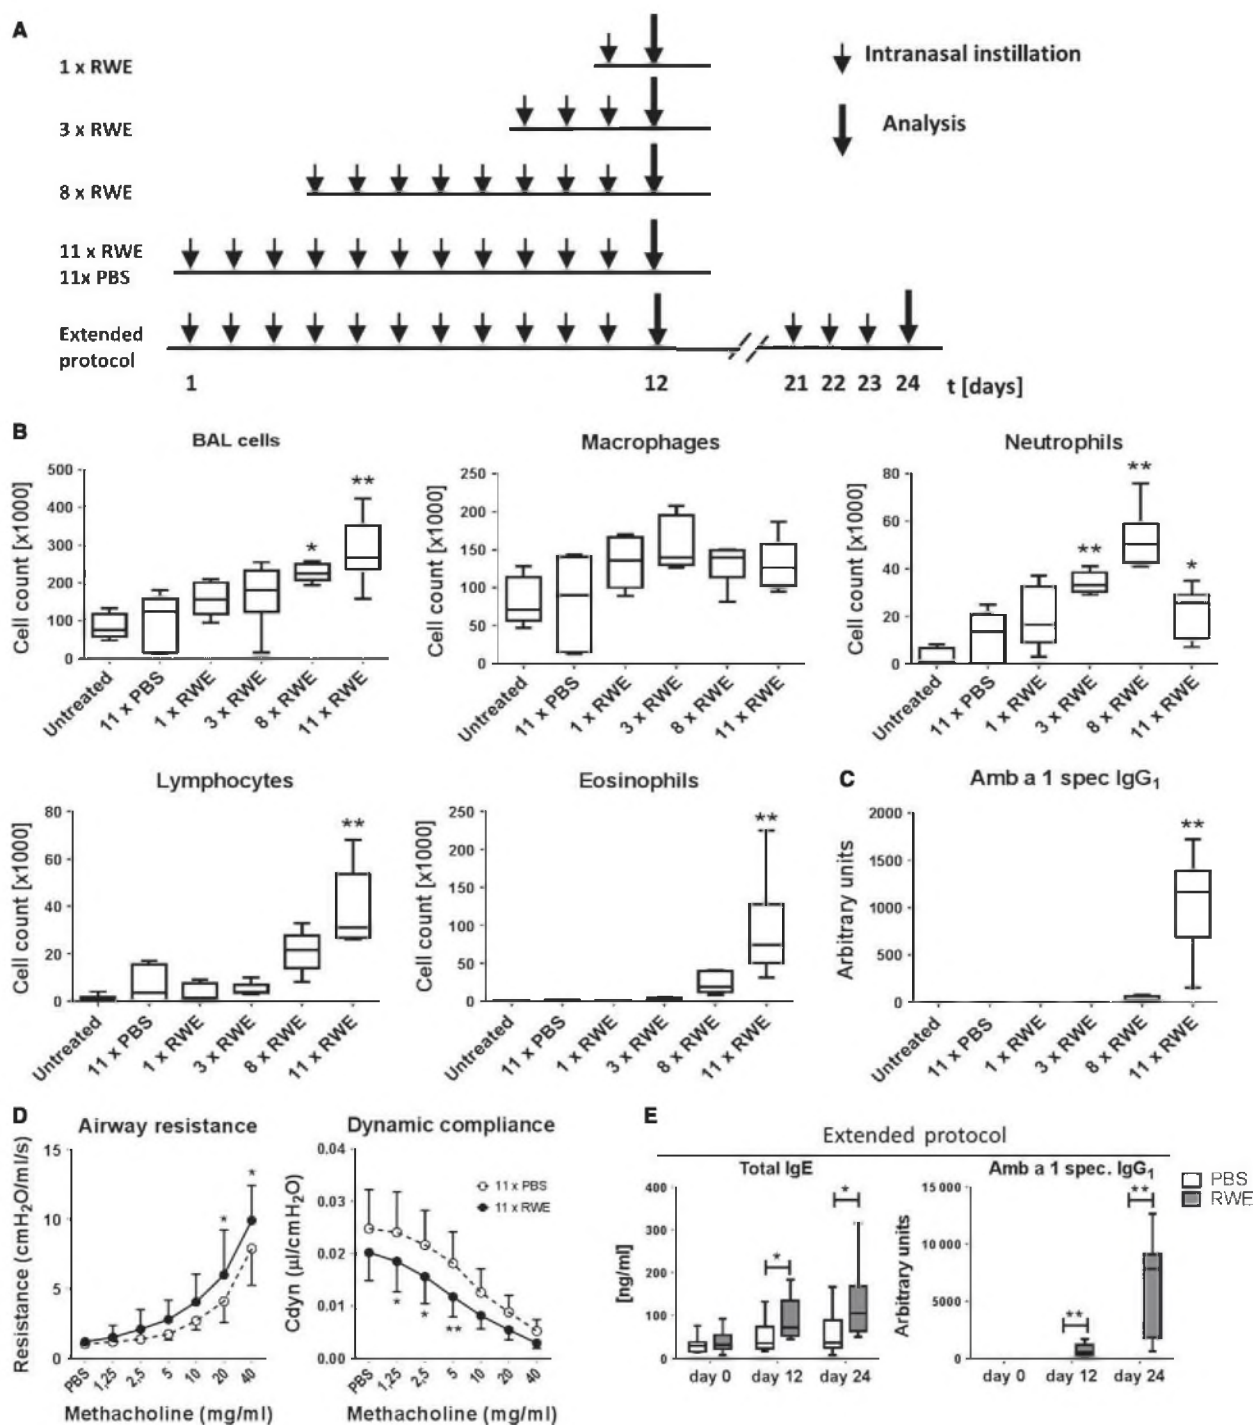 A
1 x RWE
Intranasal instillation
3 x RWE
Analysis
8 x RWE
11 x RWE
11x PBS
Extended
protocol
1 12 21 22 23 24 t [days]
B
BAL cells
Cell count [x1000]
500
400
300
200
100
0
*
**
Untreated
11 x PBS
1 x RWE
3 x RWE
8 x RWE
11 x RWE
Macrophages
Cell count [x1000]
250
200
150
100
50
0
Untreated
11 x PBS
1 x RWE
3 x RWE
8 x RWE
11 x RWE
Neutrophils
Cell count [x1000]
80
60
40
20
0
**
**
*
Untreated
11 x PBS
1 x RWE
3 x RWE
8 x RWE
11 x RWE
Lymphocytes
Cell count [x1000]
80
60
40
20
0
**
Untreated
11 x PBS
1 x RWE
3 x RWE
8 x RWE
11 x RWE
Eosinophils
Cell count [x1000]
250
200
150
100
50
0
**
Untreated
11 x PBS
1 x RWE
3 x RWE
8 x RWE
11 x RWE
C
Amb a 1 spec IgG1
Arbitrary units
2000
1500
1000
500
0
**
Untreated
11 x PBS
1 x RWE
3 x RWE
8 x RWE
11 x RWE
D
Airway resistance
Resistance (cmH2O/ml/s)
15
10
5
0
*
*
PBS
1,25
2,5
5
10
20
40
Methacholine (mg/ml)
Dynamic compliance
Cdyn (µl/cmH2O)
0.04
0.03
0.02
0.01
0.00
11 x PBS
11 x RWE
*
*
**
PBS
1,25
2,5
5
10
20
40
Methacholine (mg/ml)
E
Extended protocol
Total IgE
[ng/ml]
400
300
200
100
0
*
*
day 0 day 12 day 24
Amb a 1 spec. IgG1
Arbitrary units
15 000
10 000
5000
0
**
**
day 0 day 12 day 24
PBS
RWE